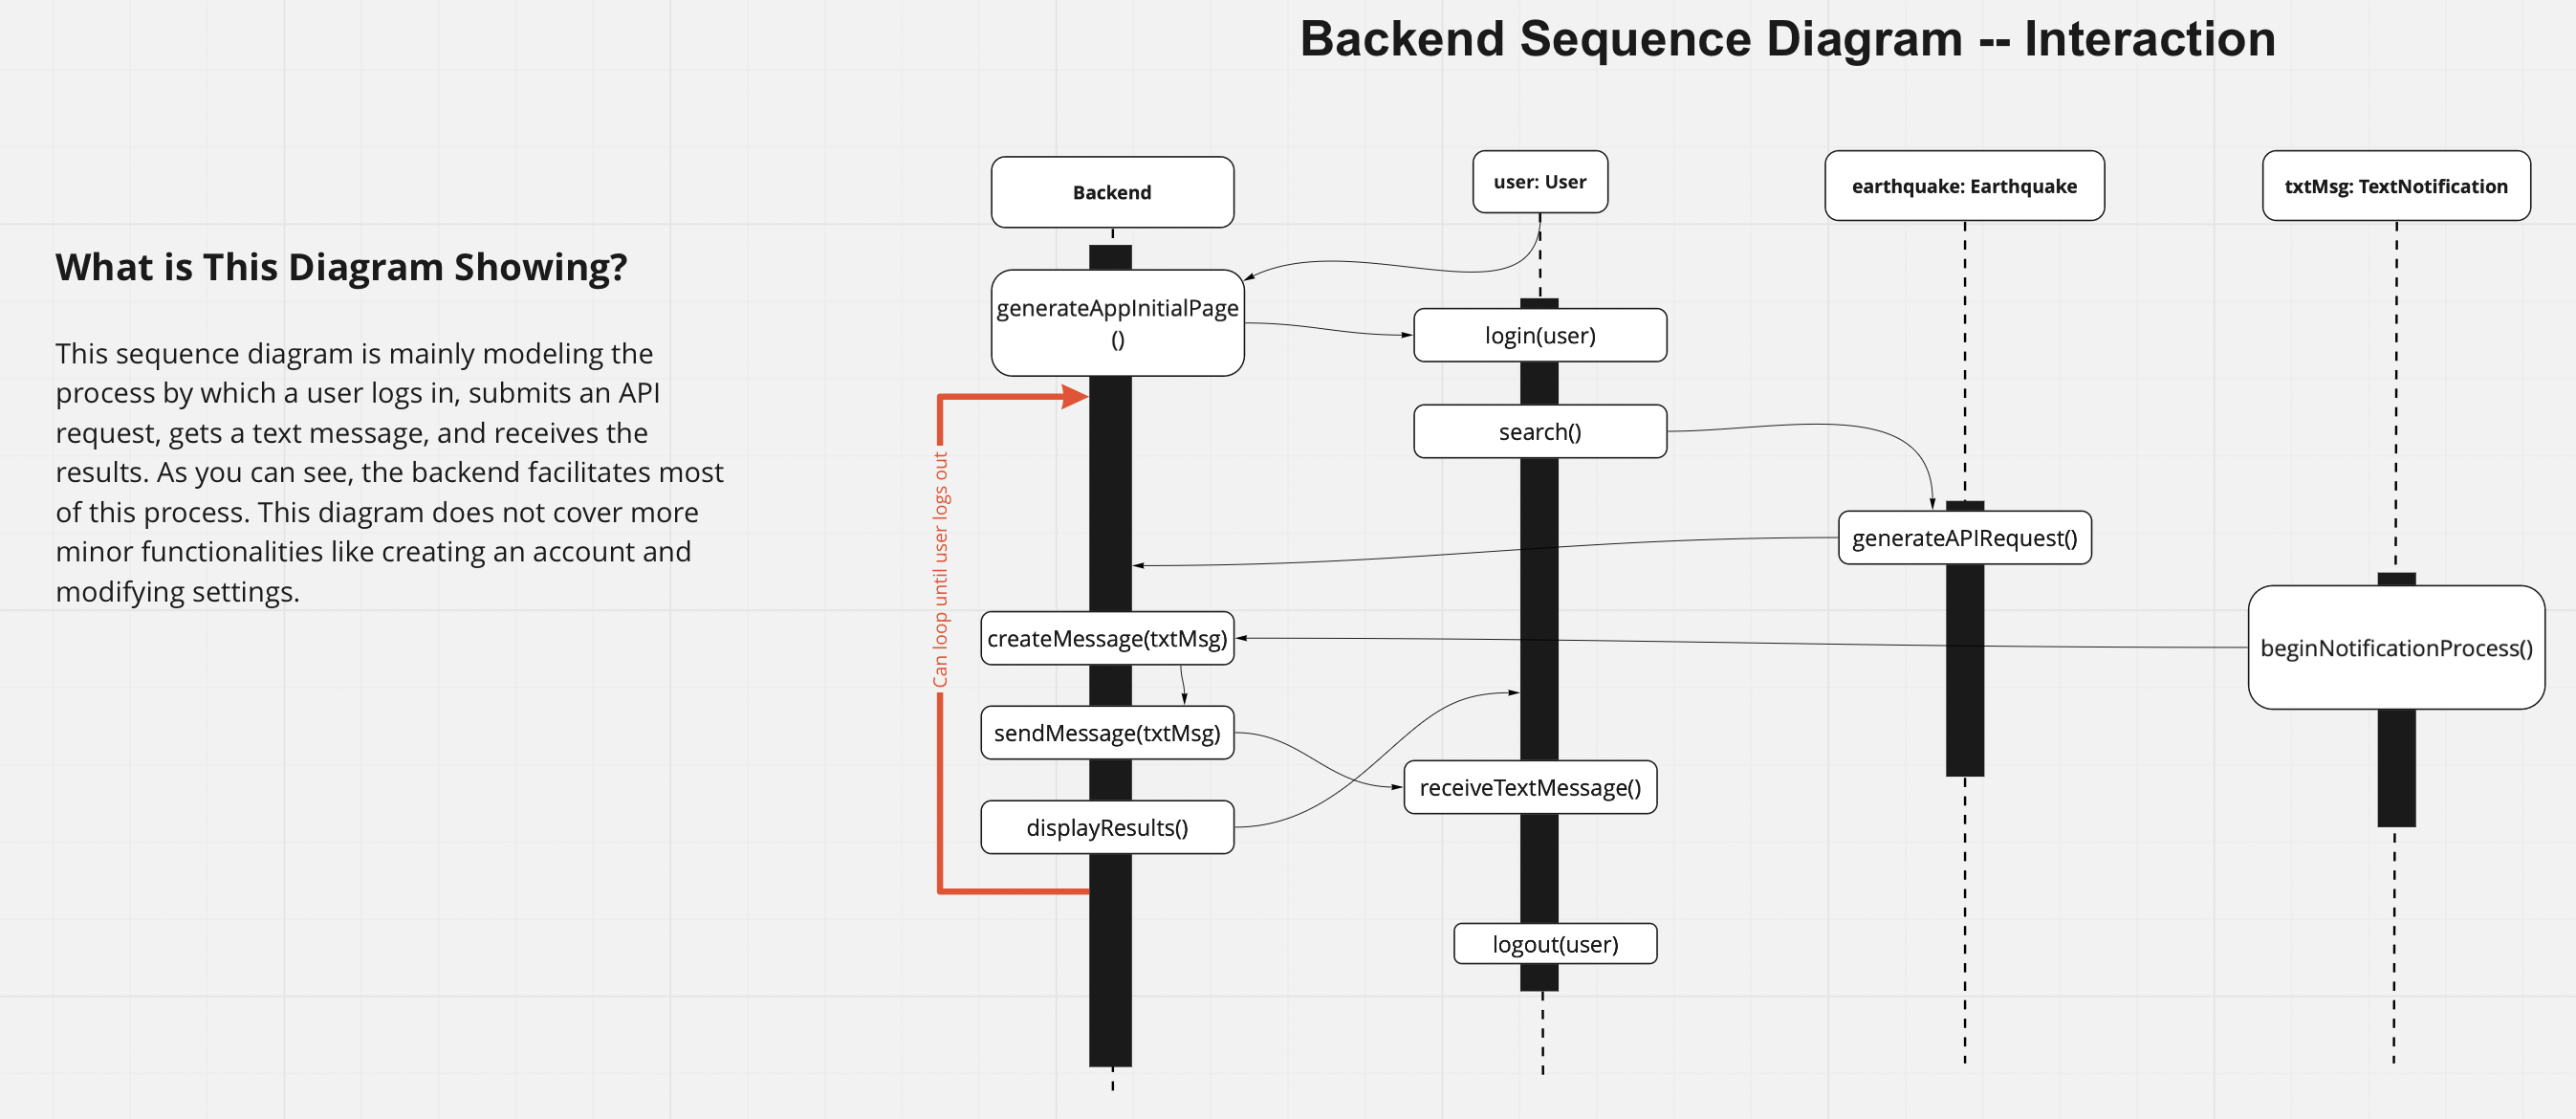 Backend Sequence Diagram -- Interaction
What is This Diagram Showing?
This sequence diagram is mainly modeling the
process by which a user logs in, submits an API
request, gets a text message, and receives the
results. As you can see, the backend facilitates most
of this process. This diagram does not cover more
minor functionalities like creating an account and
modifying settings.
Backend
user: User
earthquake: Earthquake
txtMsg: TextNotification
generateAppInitialPage
()
login(user)
search()
Can loop until user logs out
generateAPIRequest()
createMessage(txtMsg)
beginNotificationProcess()
sendMessage(txtMsg)
receiveTextMessage()
displayResults()
logout(user)